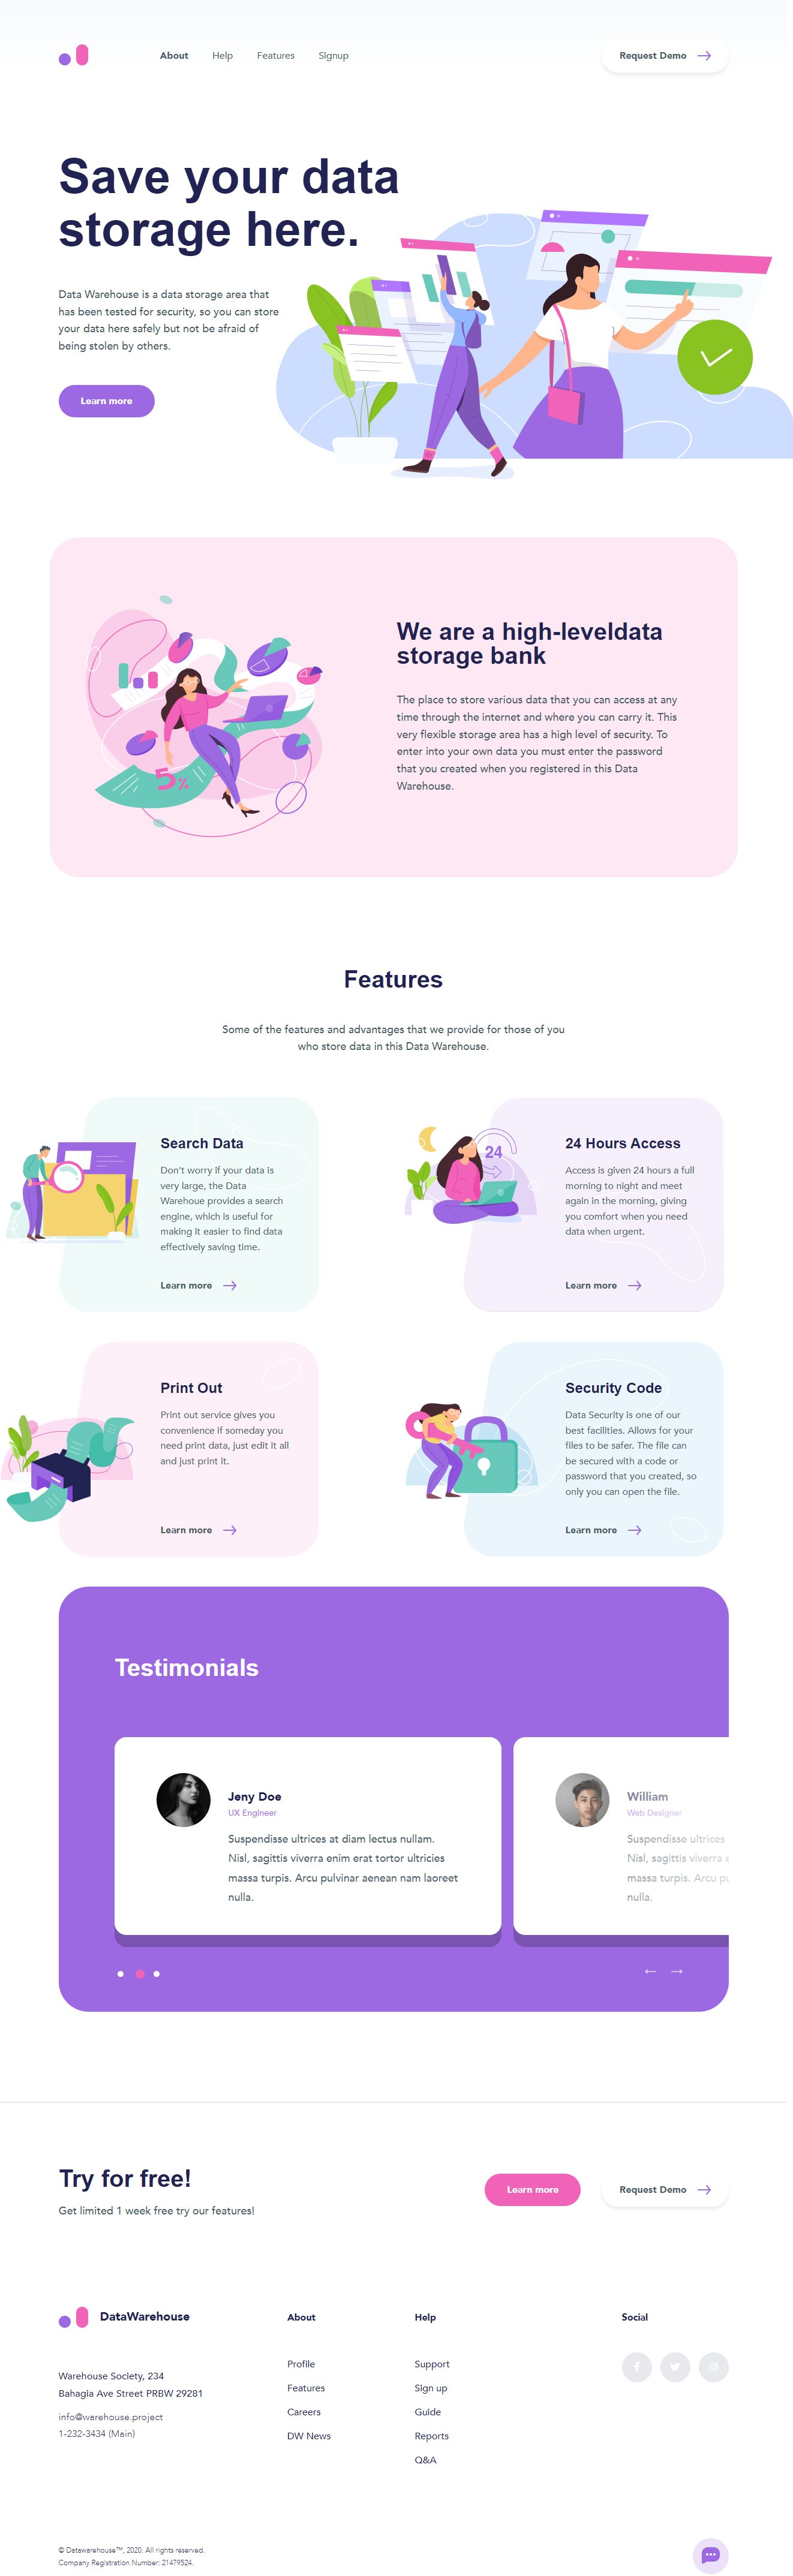 About Help Features Signup Request Demo
Save your data
storage here.
Data Warehouse is a data storage area that
has been tested for security, so you can store
your data here safely but not be afraid of
being stolen by others.
Learn more
We are a high-leveldata
storage bank
The place to store various data that you can access at any
time through the internet and where you can carry it. This
very flexible storage area has a high level of security. To
enter into your own data you must enter the password
that you created when you registered in this Data
Warehouse.
5%
Features
Some of the features and advantages that we provide for those of you
who store data in this Data Warehouse.
Search Data
Don't worry if your data is
very large, the Data
Warehoue provides a search
engine, which is useful for
making it easier to find data
effectively saving time.
Learn more
24
24 Hours Access
Access is given 24 hours a full
morning to night and meet
again in the morning, giving
you comfort when you need
data when urgent.
Learn more
Print Out
Print out service gives you
convenience if someday you
need print data, just edit it all
and just print it.
Learn more
Security Code
Data Security is one of our
best facilities. Allows for your
files to be safer. The file can
be secured with a code or
password that you created, so
only you can open the file.
Learn more
Testimonials
Jeny Doe
UX Engineer
Suspendisse ultrices at diam lectus nullam.
Nisl, sagittis viverra enim erat tortor ultricies
massa turpis. Arcu pulvinar aenean nam laoreet
nulla.
William
Web Designer
Suspendisse ultrices
Nisl, sagittis viverra
massa turpis. Arcu
nulla.
Try for free!
Get limited 1 week free try our features!
Learn more
Request Demo
DataWarehouse
Warehouse Society, 234
Bahagia Ave Street PRBW 29281
info@warehouse.project
1-232-3434 (Main)
About
Profile
Features
Careers
DW News
Help
Support
Sign up
Guide
Reports
Q&A
Social
© Datawarehouse™, 2020. All rights reserved.
Company Registration Number: 21479524.